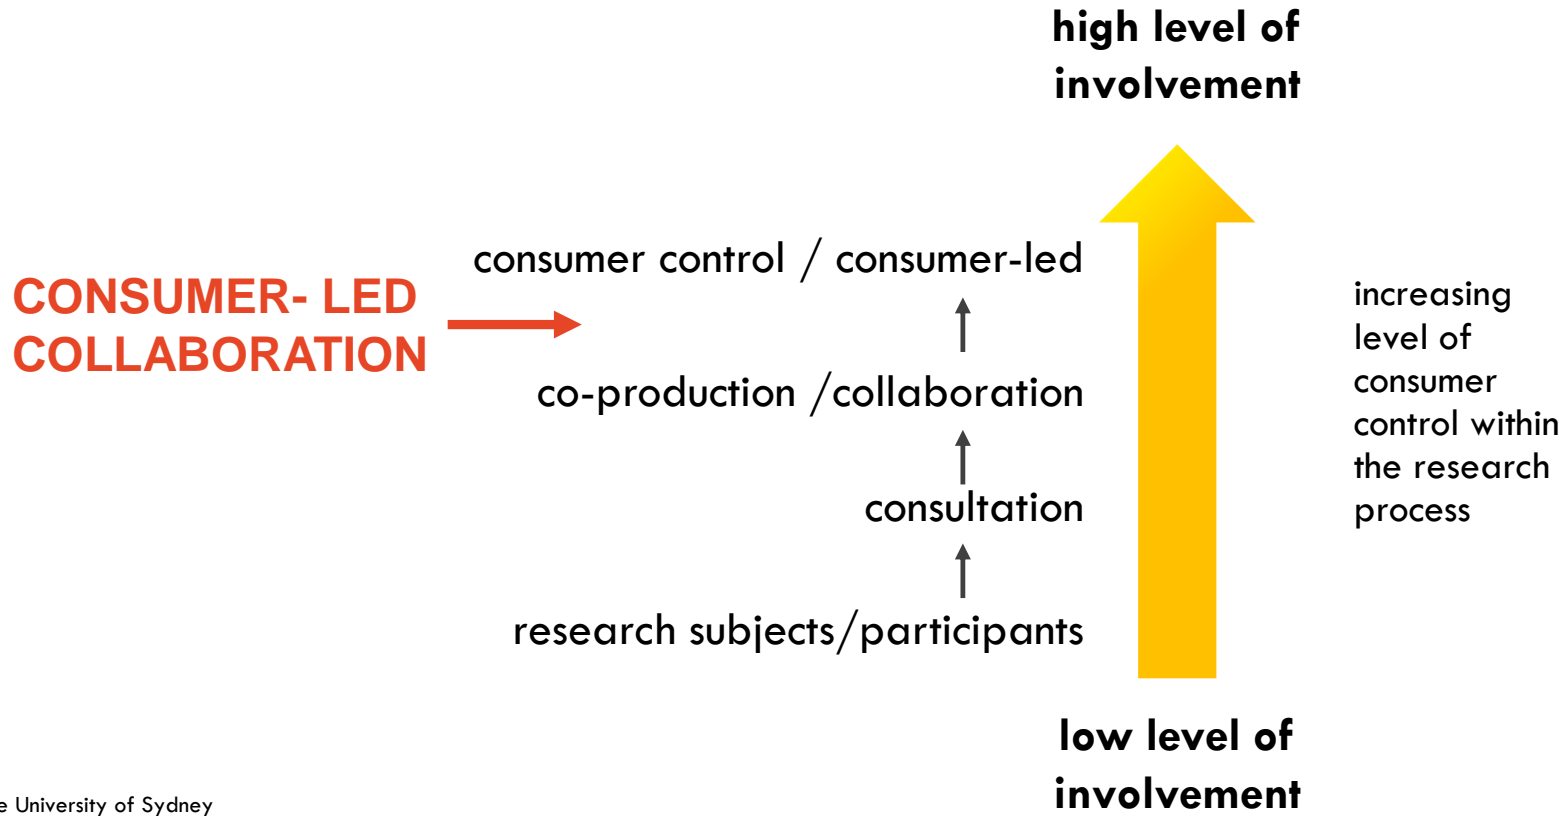 high level of
involvement
consumer control / consumer-led
CONSUMER- LED
COLLABORATION
increasing
level of
consumer
control within
the research
process
co-production /collaboration
consultation
research subjects/participants
low level of
involvement
University of Sydney